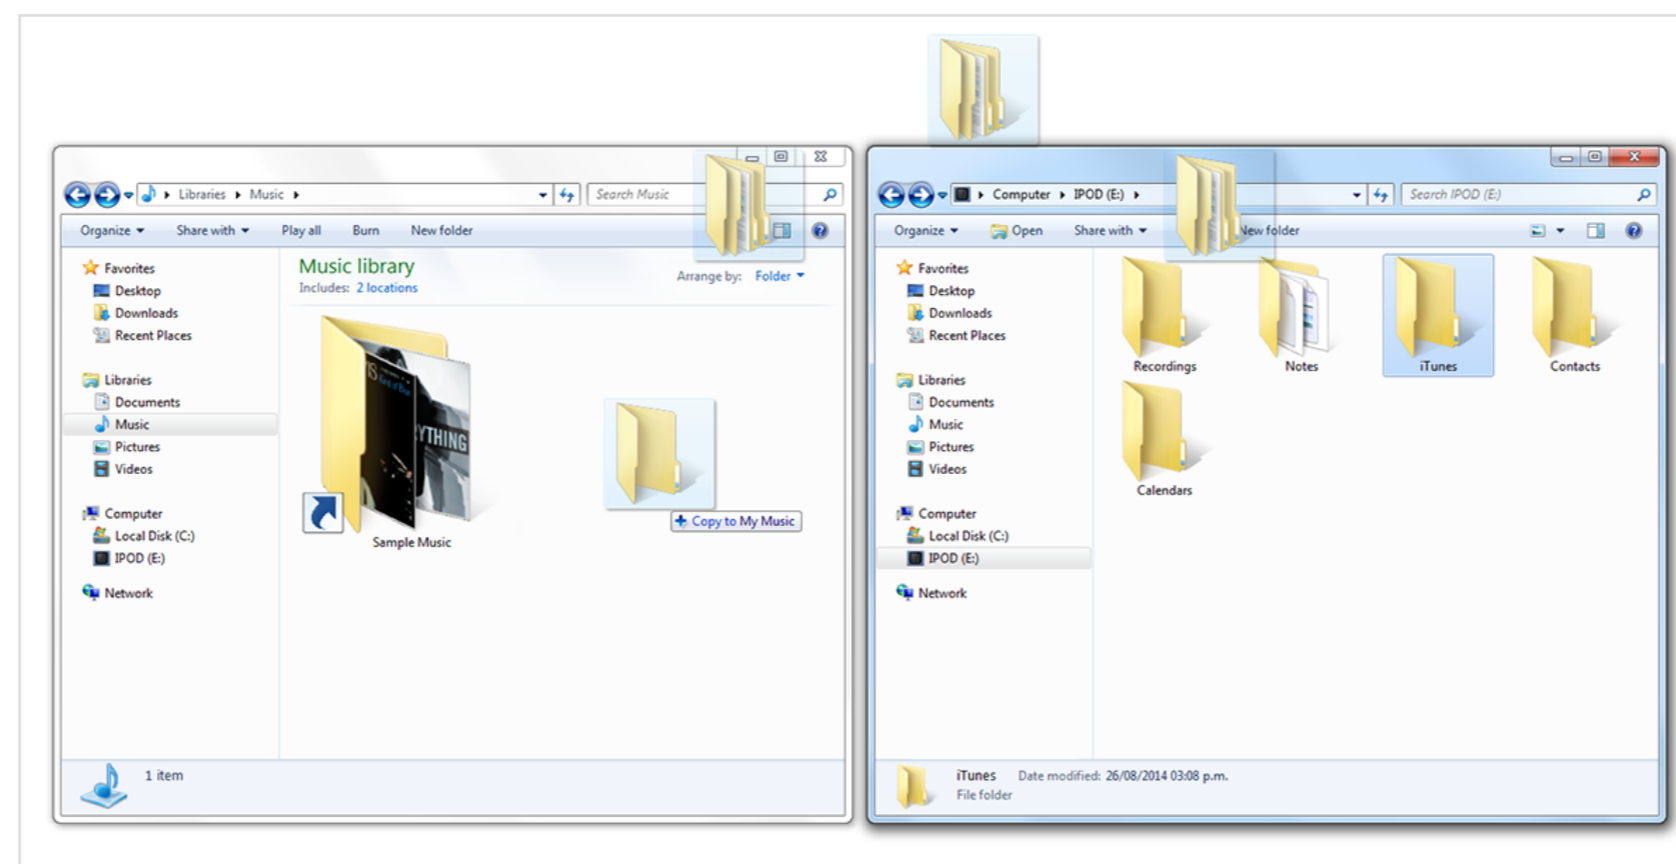 Libraries Music
Search Music
Organize Share with Play all Burn New folder
Favorites
Desktop
Downloads
Recent Places
Libraries
Documents
Music
Pictures
Videos
Computer
Local Disk (C:)
IPOD (E:)
Network
Music library
Includes: 2 locations
Arrange by: Folder
YTHING
Sample Music
Copy to My Music
1 item
Computer IPOD (E:)
Search IPOD (E:)
Organize Open Share with New folder
Favorites
Desktop
Downloads
Recent Places
Libraries
Documents
Music
Pictures
Videos
Computer
Local Disk (C:)
IPOD (E:)
Network
Recordings Notes iTunes Contacts
Calendars
iTunes Date modified: 26/08/2014 03:08 p.m.
File folder